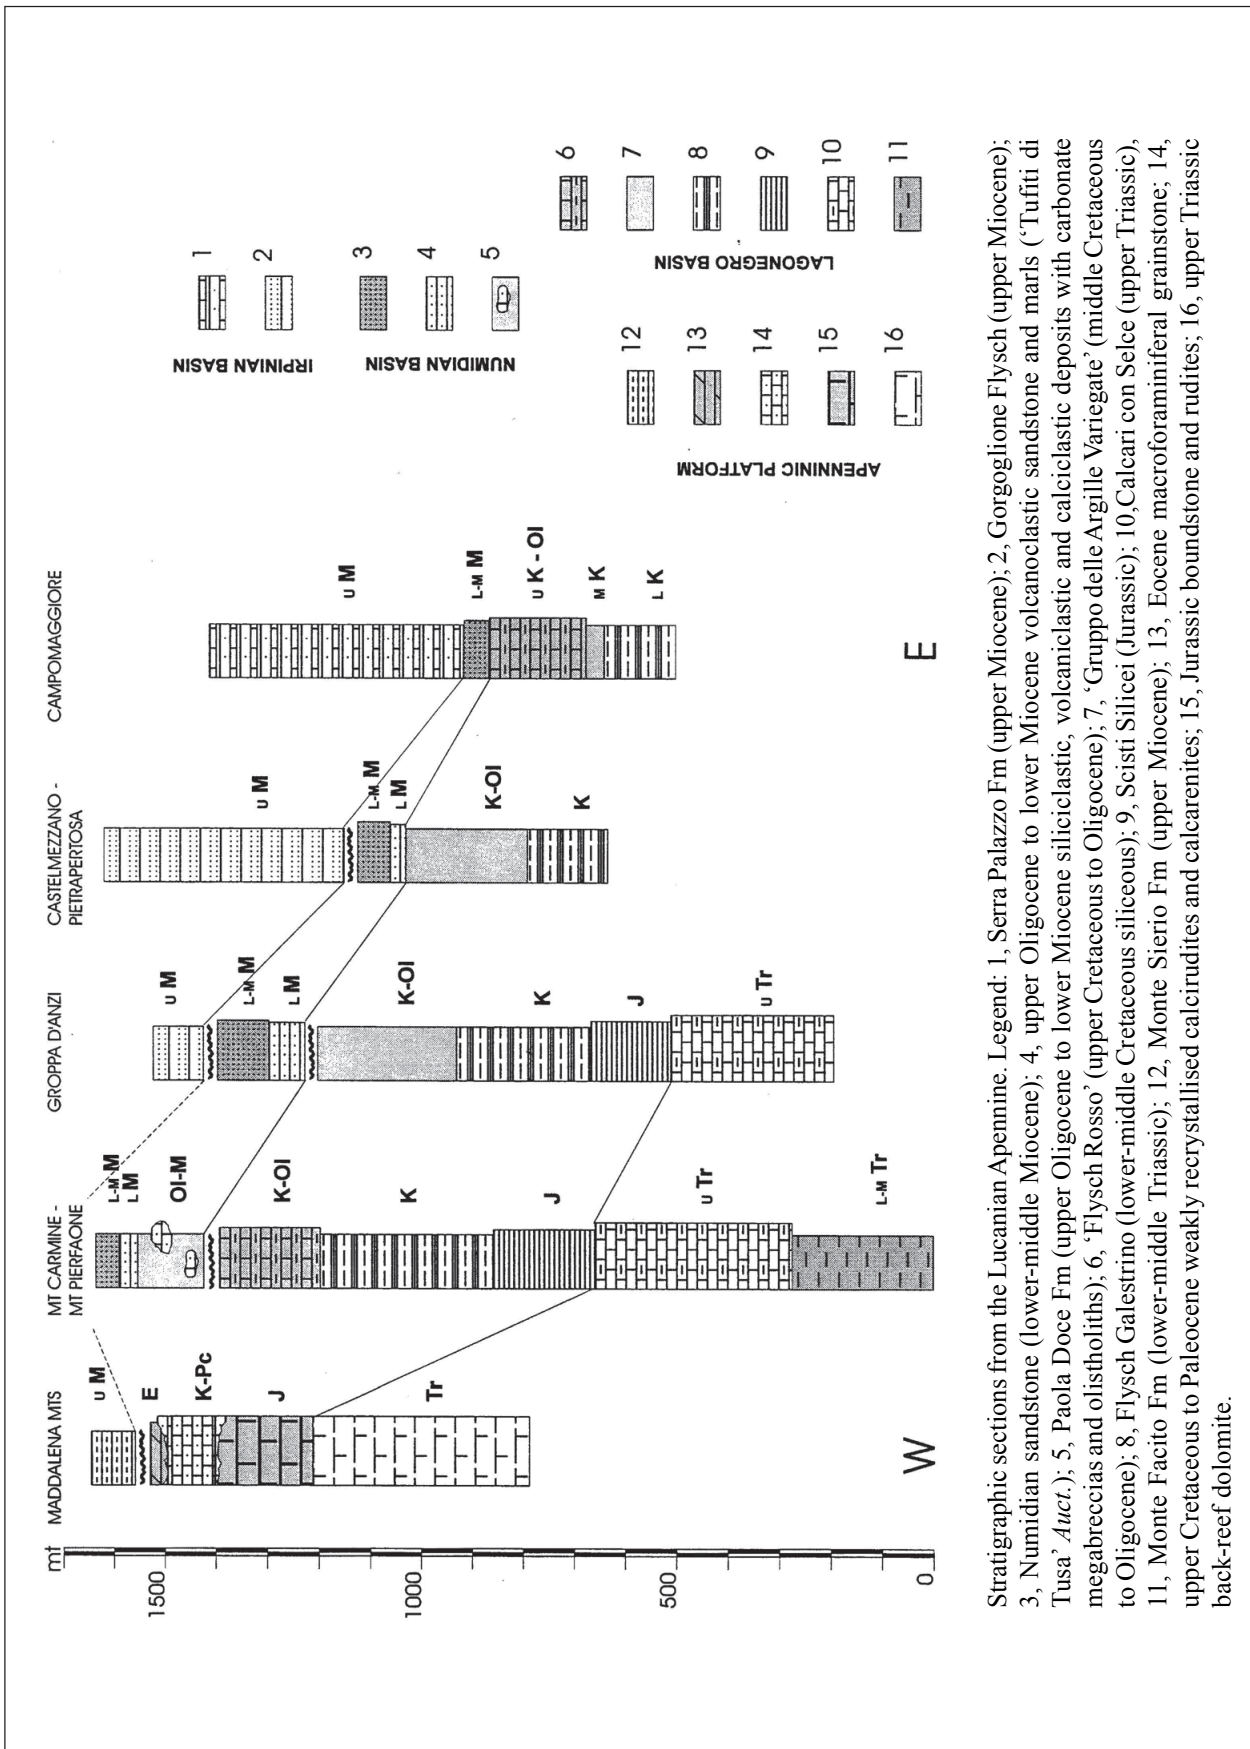 mt
1500
1000
500
0
MADDALENA MTS
U M
E
K-Pc
J
Tr
W
MT CARMINE -
MT PIERFAONE
L-M M
L M
Ol-M
K-Ol
K
J
U Tr
L-M Tr
GROPPA D'ANZI
U M
L-M M
L M
K-Ol
K
J
U Tr
CASTELMEZZANO -
PIETRAPERTOSA
U M
L-M M
L M
K-Ol
K
CAMPOMAGGIORE
U M
L-M M
U K - Ol
M K
L K
E
IRPINIAN BASIN
1
2
NUMIDIAN BASIN
3
4
5
LAGONEGRO BASIN
6
7
8
9
10
11
APENNINIC PLATFORM
12
13
14
15
16
Stratigraphic sections from the Lucanian Apennine. Legend: 1, Serra Palazzo Fm (upper Miocene); 2, Gorgoglione Flysch (upper Miocene);
3, Numidian sandstone (lower-middle Miocene); 4, upper Oligocene to lower Miocene volcanoclastic sandstone and marls (‘Tufiti di
Tusa’ Auct.); 5, Paola Doce Fm (upper Oligocene to lower Miocene siliciclastic, volcaniclastic and calciclastic deposits with carbonate
megabreccias and olistholiths); 6, ‘Flysch Rosso’ (upper Cretaceous to Oligocene); 7, ‘Gruppo delle Argille Variegate’ (middle Cretaceous
to Oligocene); 8, Flysch Galestrino (lower-middle Cretaceous siliceous); 9, Scisti Silicei (Jurassic); 10,Calcari con Selce (upper Triassic),
11, Monte Facito Fm (lower-middle Triassic); 12, Monte Sierio Fm (upper Miocene); 13, Eocene macroforaminiferal grainstone; 14,
upper Cretaceous to Paleocene weakly recrystallised calcirudites and calcarenites; 15, Jurassic boundstone and rudites; 16, upper Triassic
back-reef dolomite.